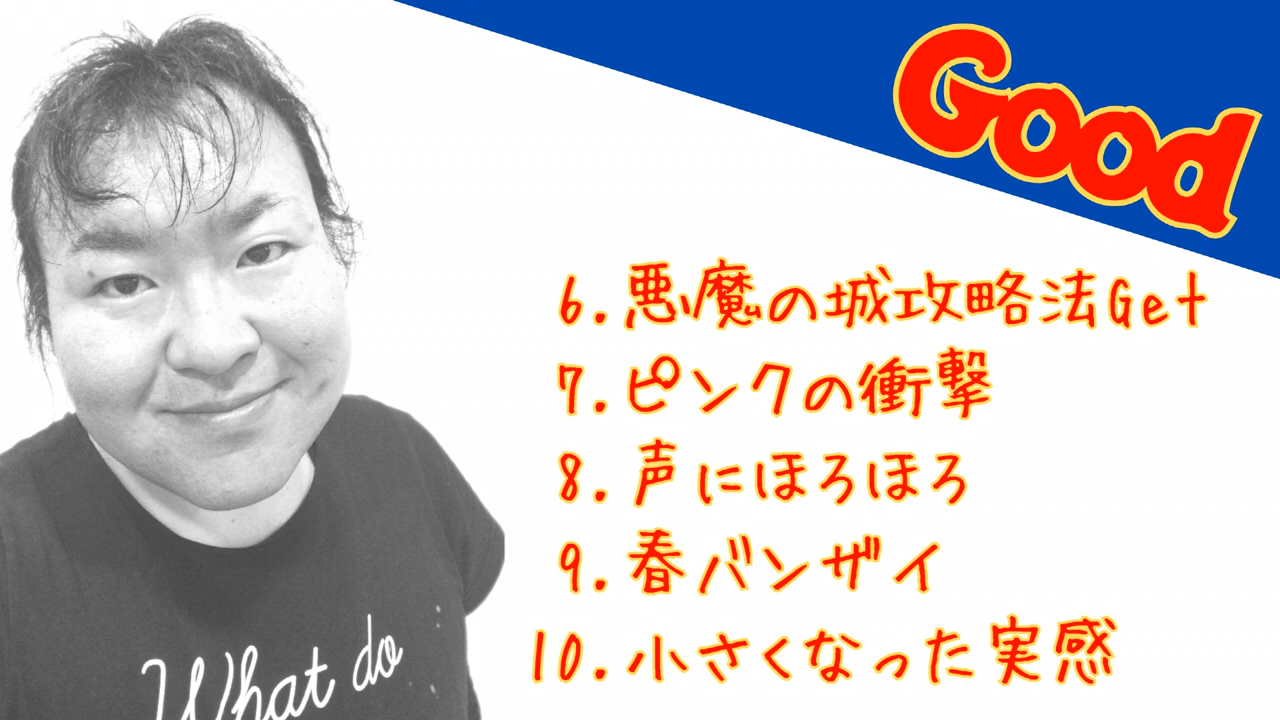 Good
6.悪魔の城攻略法Get
7.ピンクの衝撃
8.声にほろほろ
9.春バンザイ
10.小さくなった実感
What do